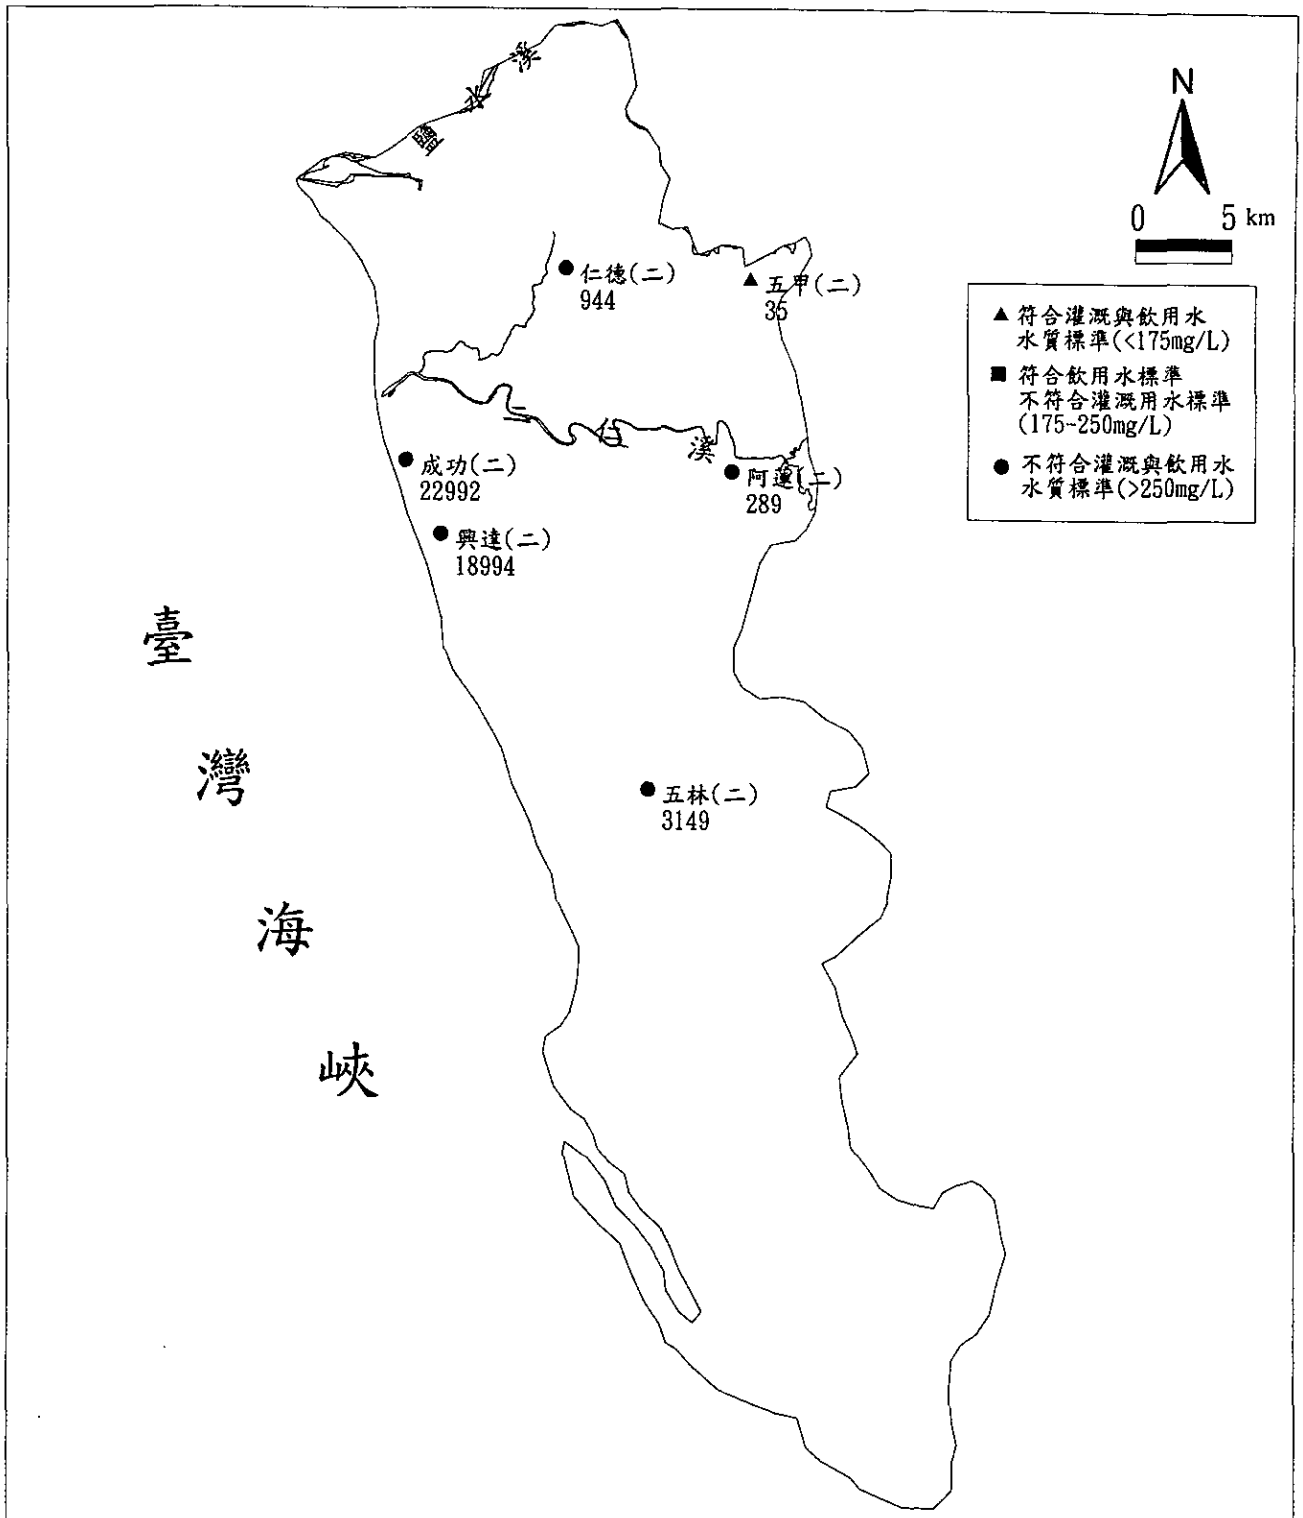 鹽水溪
N
0 5 km
仁德(二)
944
五甲(二)
35
▲ 符合灌溉與飲用水
水質標準(<175mg/L)
■ 符合飲用水標準
不符合灌溉用水標準
(175~250mg/L)
● 不符合灌溉與飲用水
水質標準(>250mg/L)
二仁溪
成功(二)
22992
阿蓮(二)
289
興達(二)
18994
臺灣海峽
五林(二)
3149